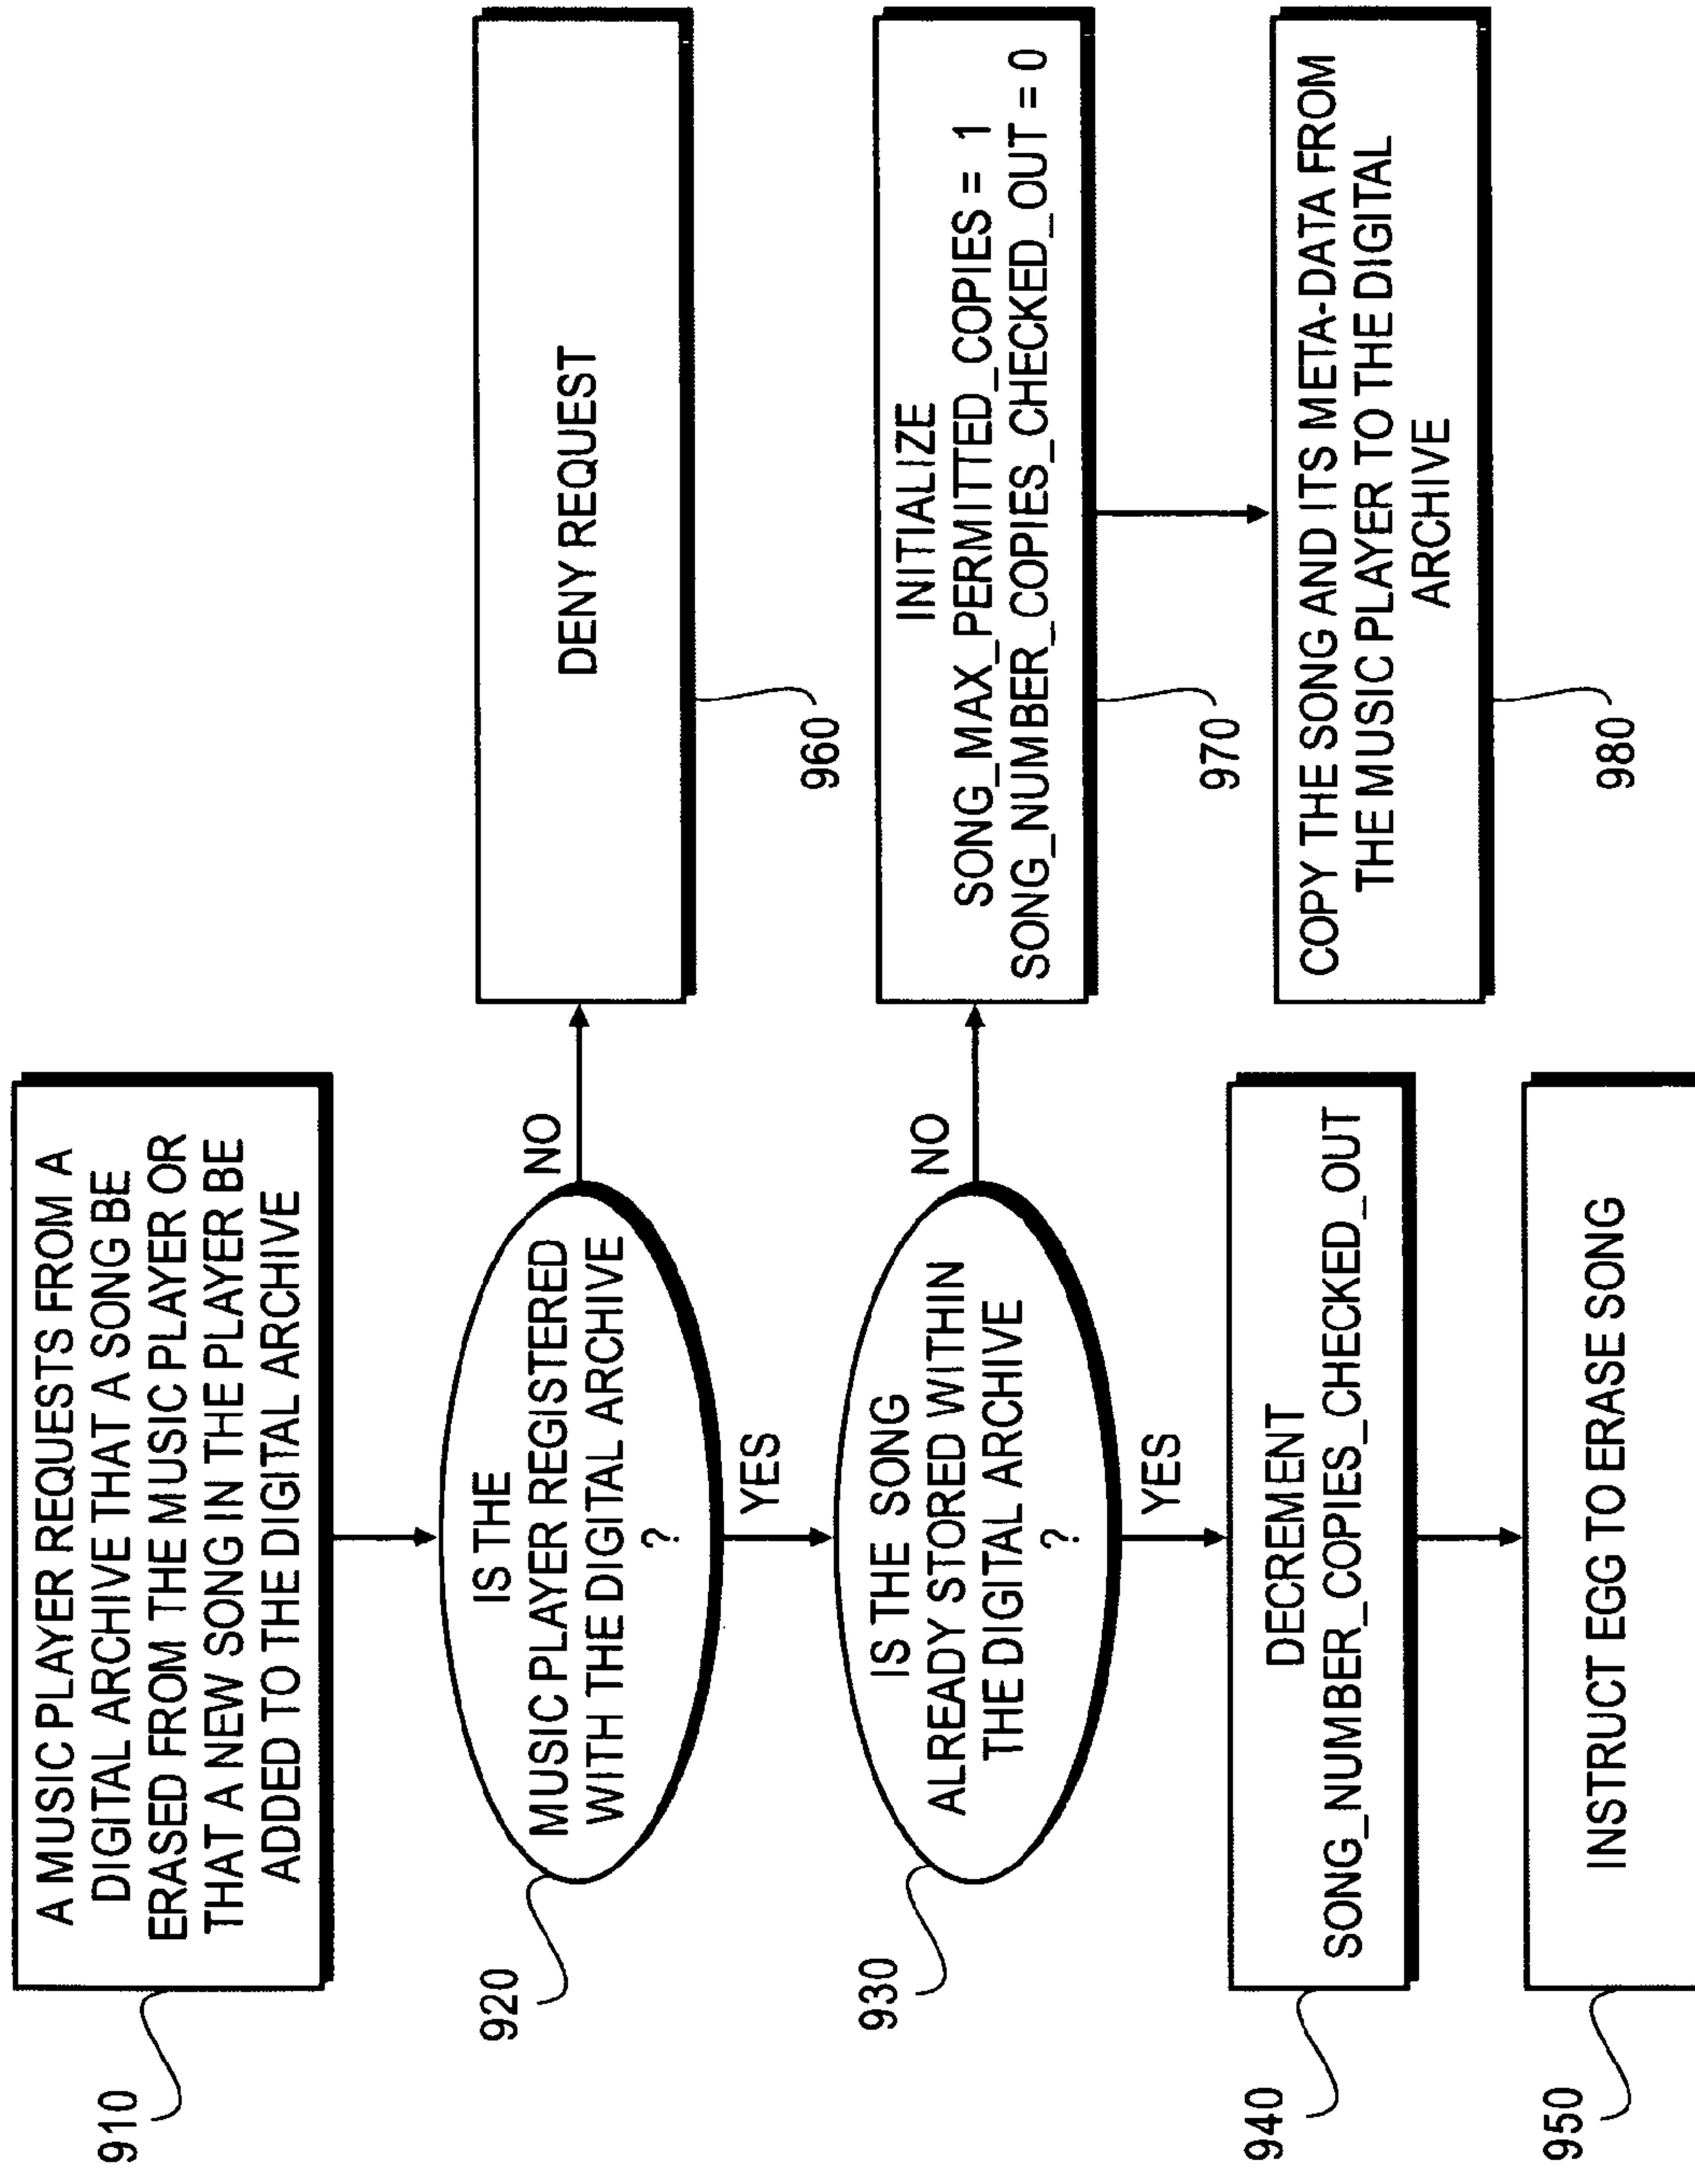 910
A MUSIC PLAYER REQUESTS FROM A
DIGITAL ARCHIVE THAT A SONG BE
ERASED FROM THE MUSIC PLAYER OR
THAT A NEW SONG IN THE PLAYER BE
ADDED TO THE DIGITAL ARCHIVE
920
IS THE
MUSIC PLAYER REGISTERED
WITH THE DIGITAL ARCHIVE
?
NO
DENY REQUEST
960
YES
930
IS THE SONG
ALREADY STORED WITHIN
THE DIGITAL ARCHIVE
?
NO
INITIALIZE
SONG_MAX_PERMITTED_COPIES = 1
SONG_NUMBER_COPIES_CHECKED_OUT = 0
970
YES
940
DECREMENT
SONG_NUMBER_COPIES_CHECKED_OUT
COPY THE SONG AND ITS META-DATA FROM
THE MUSIC PLAYER TO THE DIGITAL
ARCHIVE
980
950
INSTRUCT EGG TO ERASE SONG